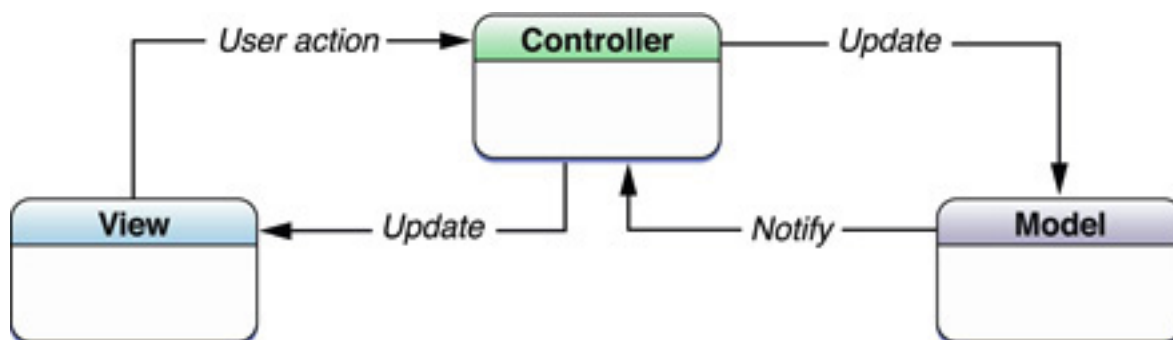 User action
Controller
Update
View
Update
Notify
Model